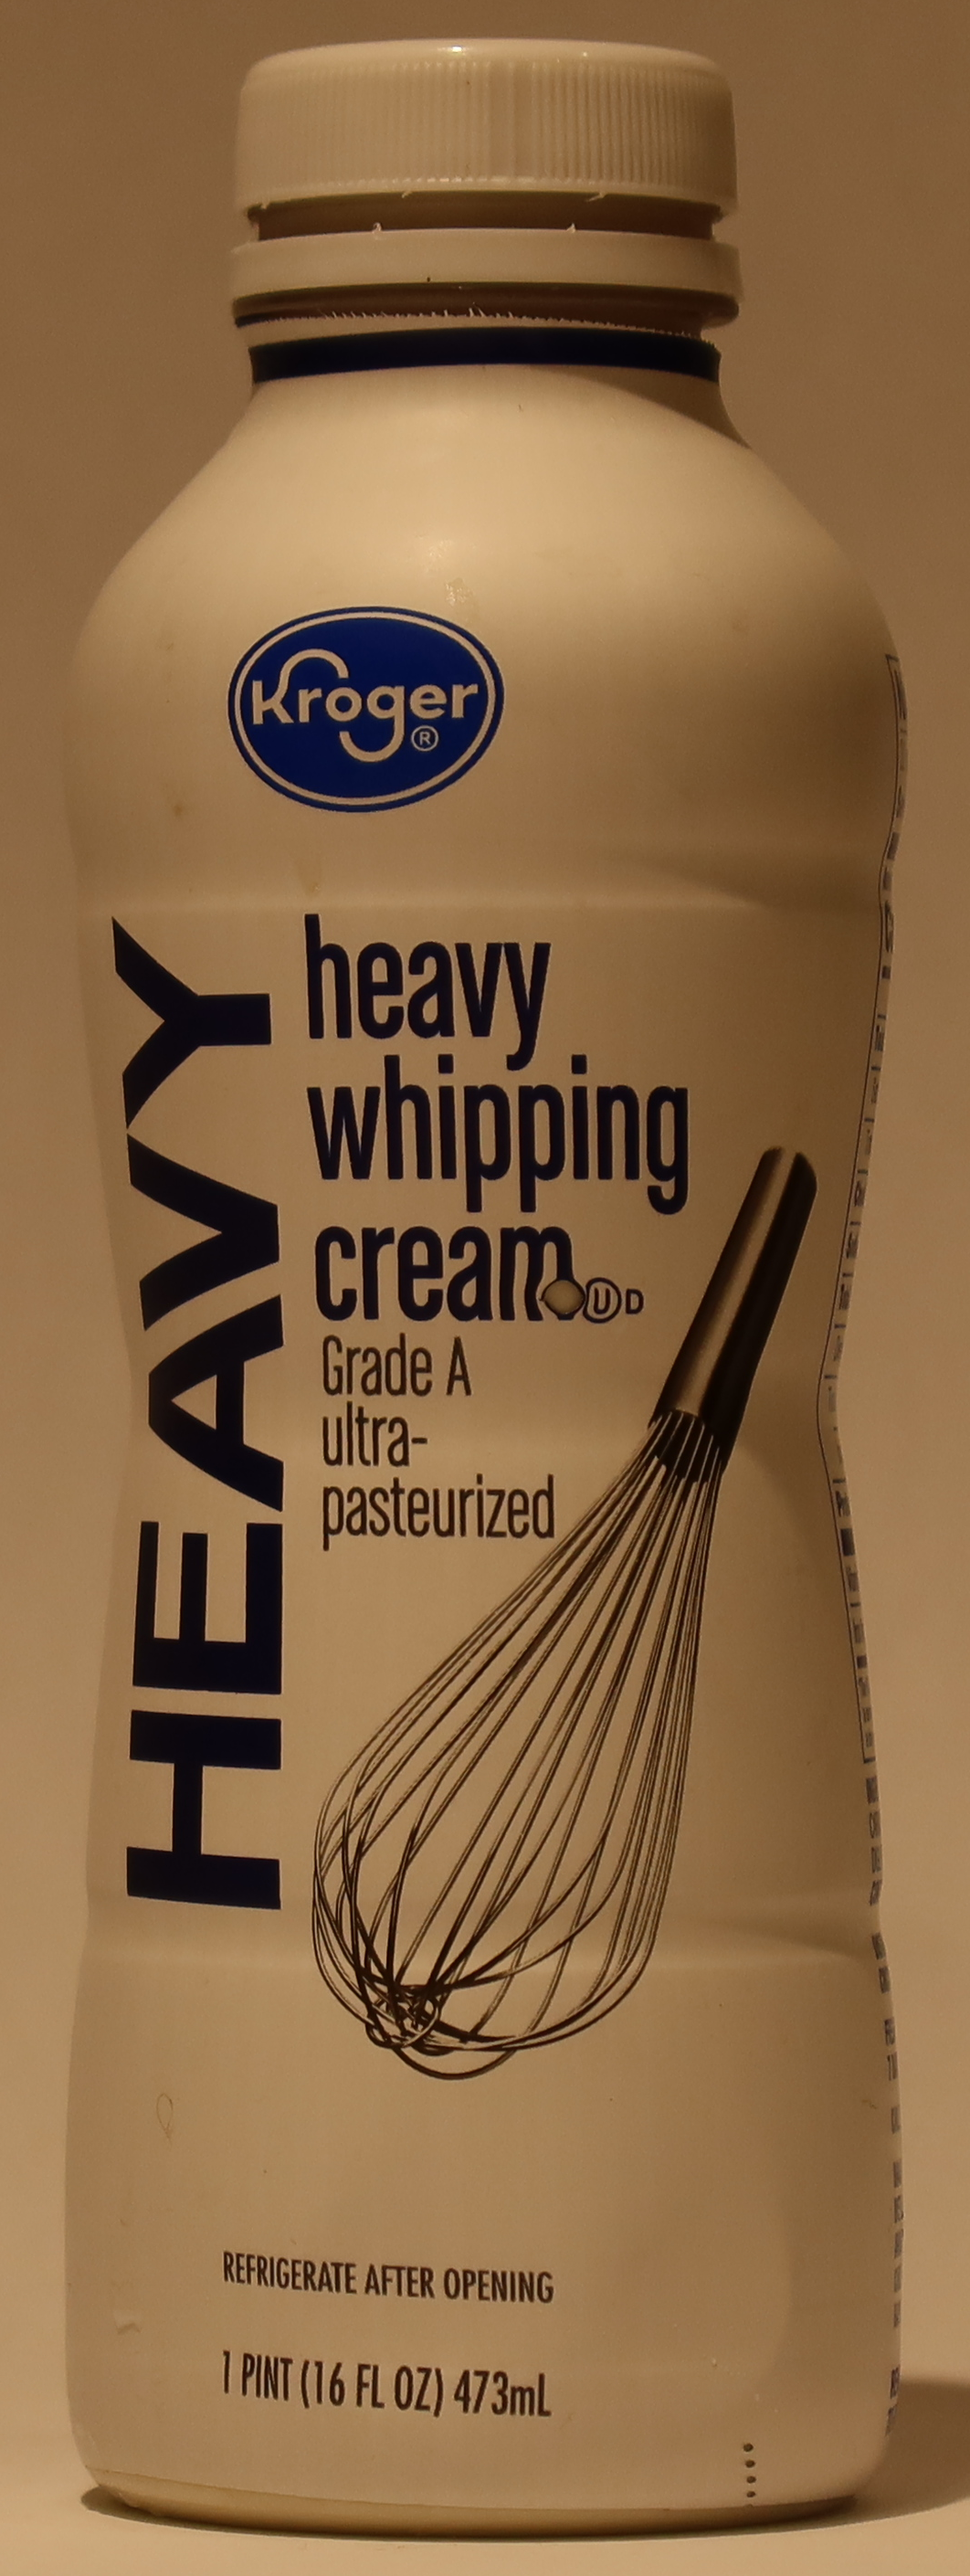 Kroger®
HEAVY
heavy
whipping
cream
Ⓤ D
Grade A
ultra-
pasteurized
REFRIGERATE AFTER OPENING
1 PINT (16 FL OZ) 473mL